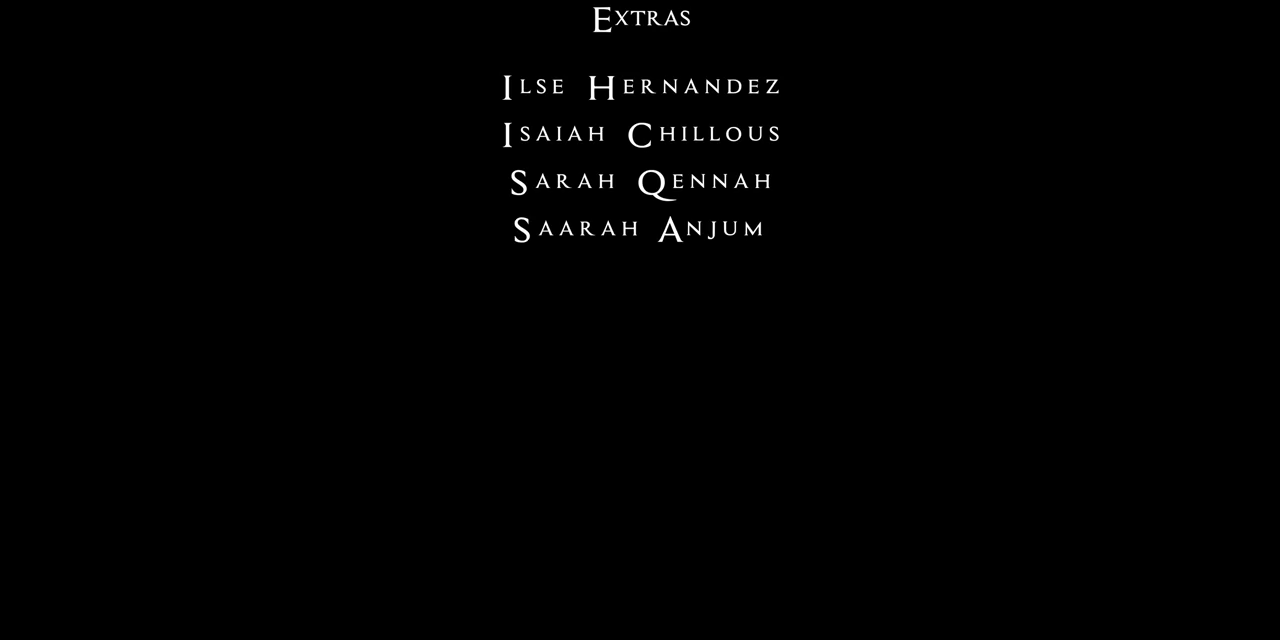 Extras
Ilse Hernandez
Isaiah Chillous
Sarah Qennah
Saarah Anjum